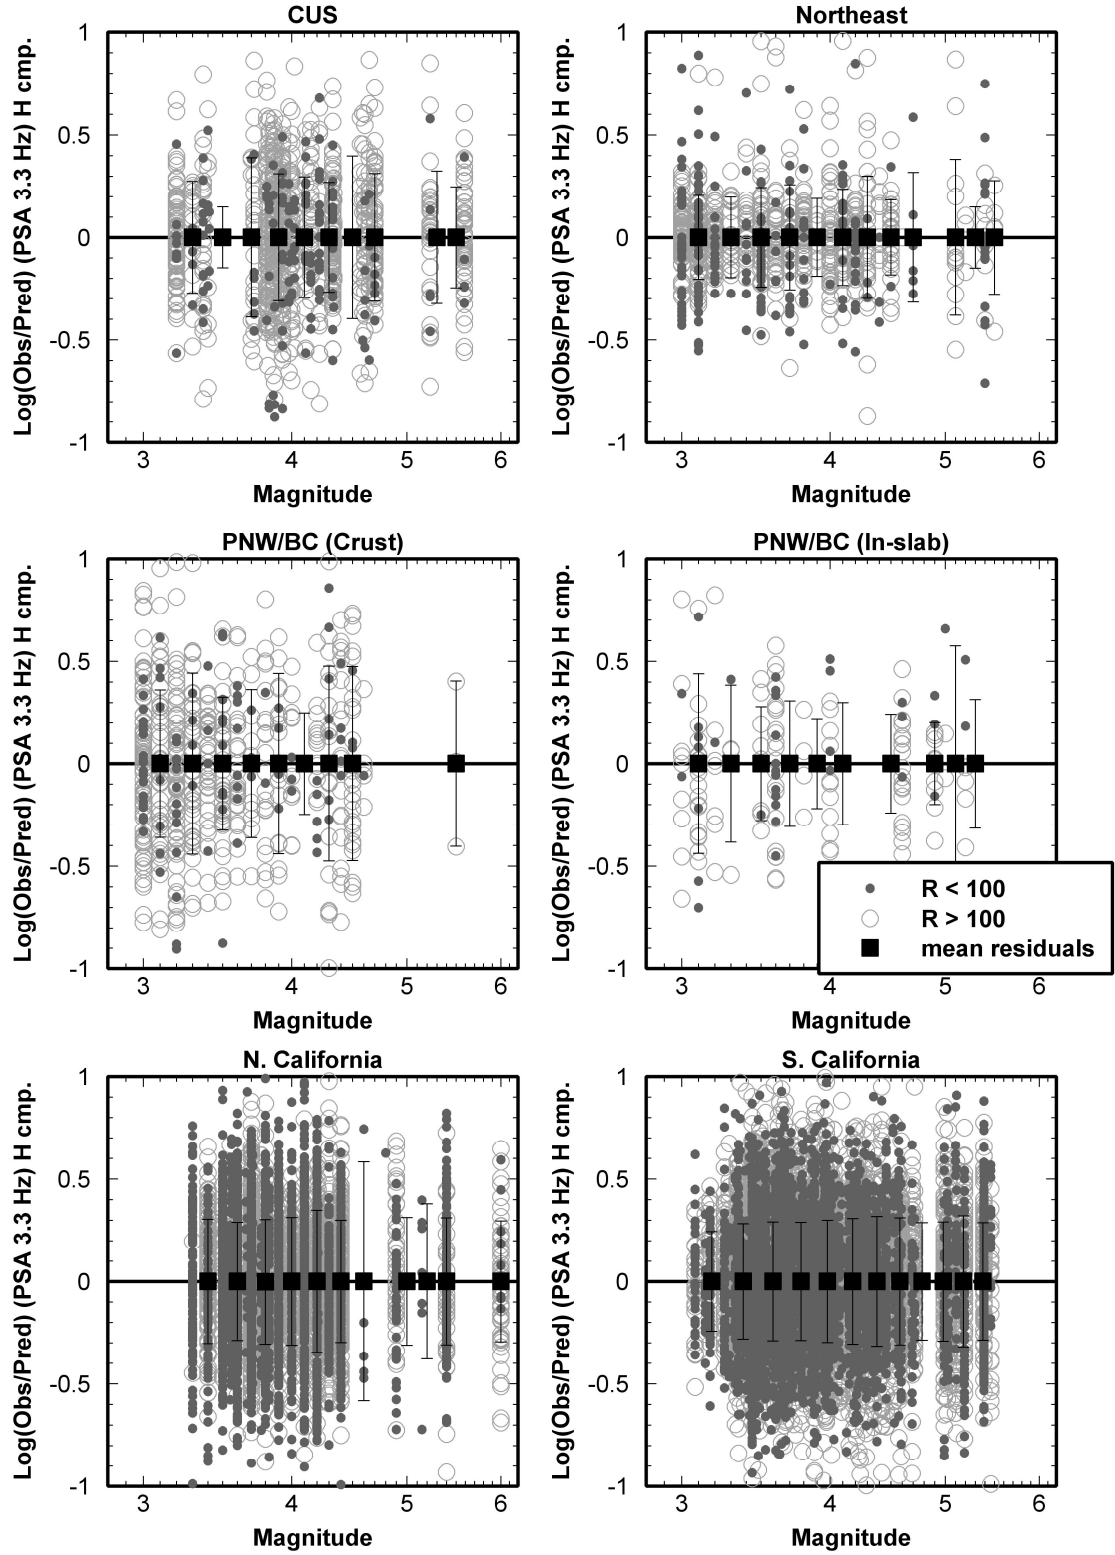 CUS
Log(Obs/Pred) (PSA 3.3 Hz) H cmp.
1
0.5
0
-0.5
-1
3 4 5 6
Magnitude
Northeast
Log(Obs/Pred) (PSA 3.3 Hz) H cmp.
1
0.5
0
-0.5
-1
3 4 5 6
Magnitude
PNW/BC (Crust)
Log(Obs/Pred) (PSA 3.3 Hz) H cmp.
1
0.5
0
-0.5
-1
3 4 5 6
Magnitude
PNW/BC (In-slab)
Log(Obs/Pred) (PSA 3.3 Hz) H cmp.
1
0.5
0
-0.5
-1
3 4 5 6
Magnitude
R < 100
R > 100
mean residuals
N. California
Log(Obs/Pred) (PSA 3.3 Hz) H cmp.
1
0.5
0
-0.5
-1
3 4 5 6
Magnitude
S. California
Log(Obs/Pred) (PSA 3.3 Hz) H cmp.
1
0.5
0
-0.5
-1
3 4 5 6
Magnitude